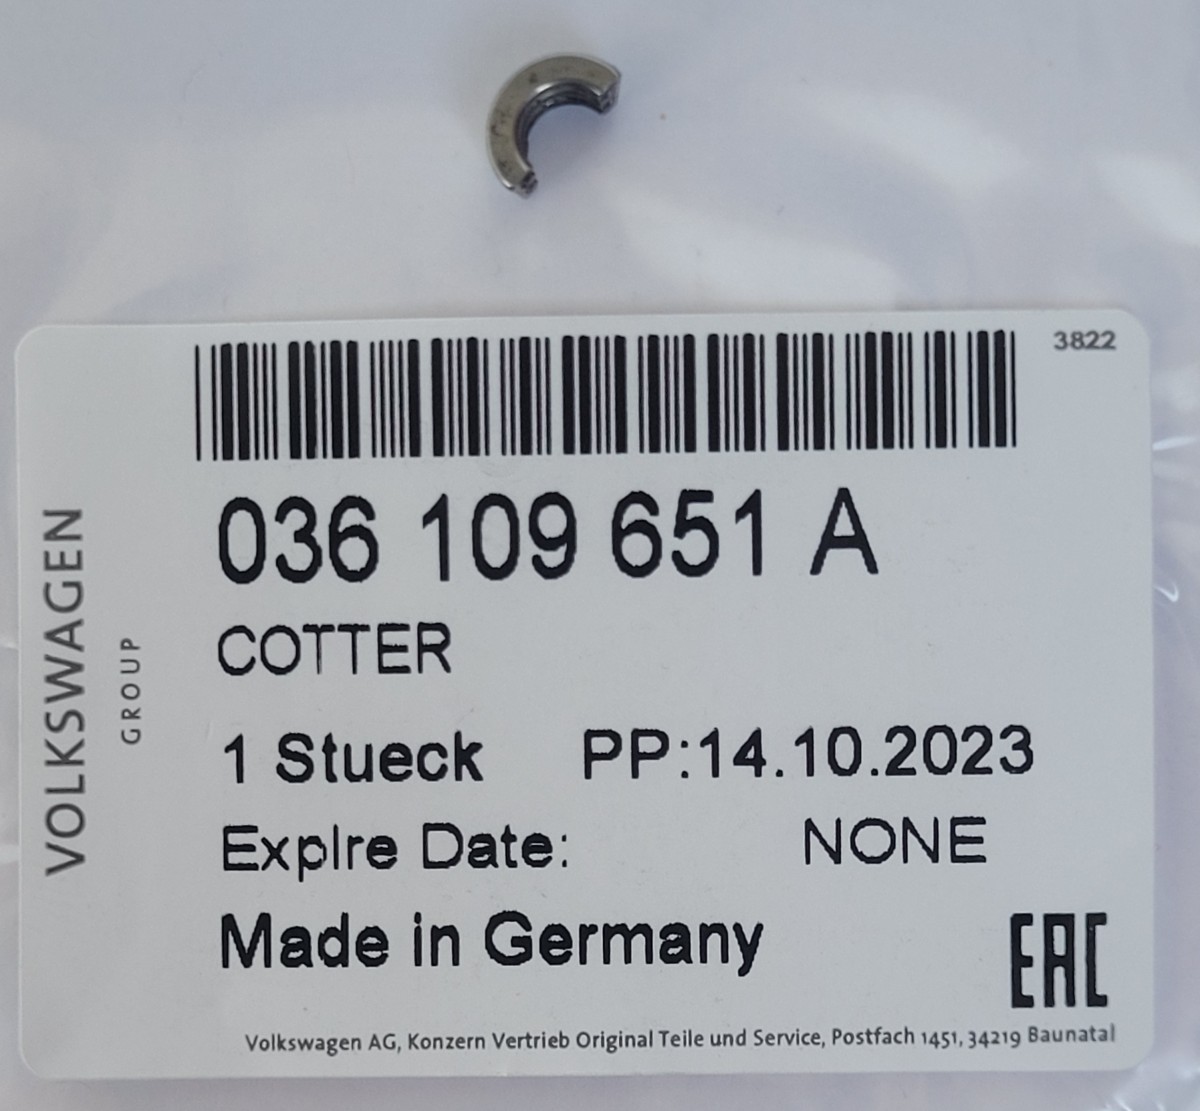 3822
036 109 651 A
COTTER
1 Stueck PP:14.10.2023
Expire Date: NONE
Made in Germany
EAC
Volkswagen AG, Konzern Vertrieb Original Teile und Service, Postfach 1451, 34219 Baunatal
VOLKSWAGEN
GROUP